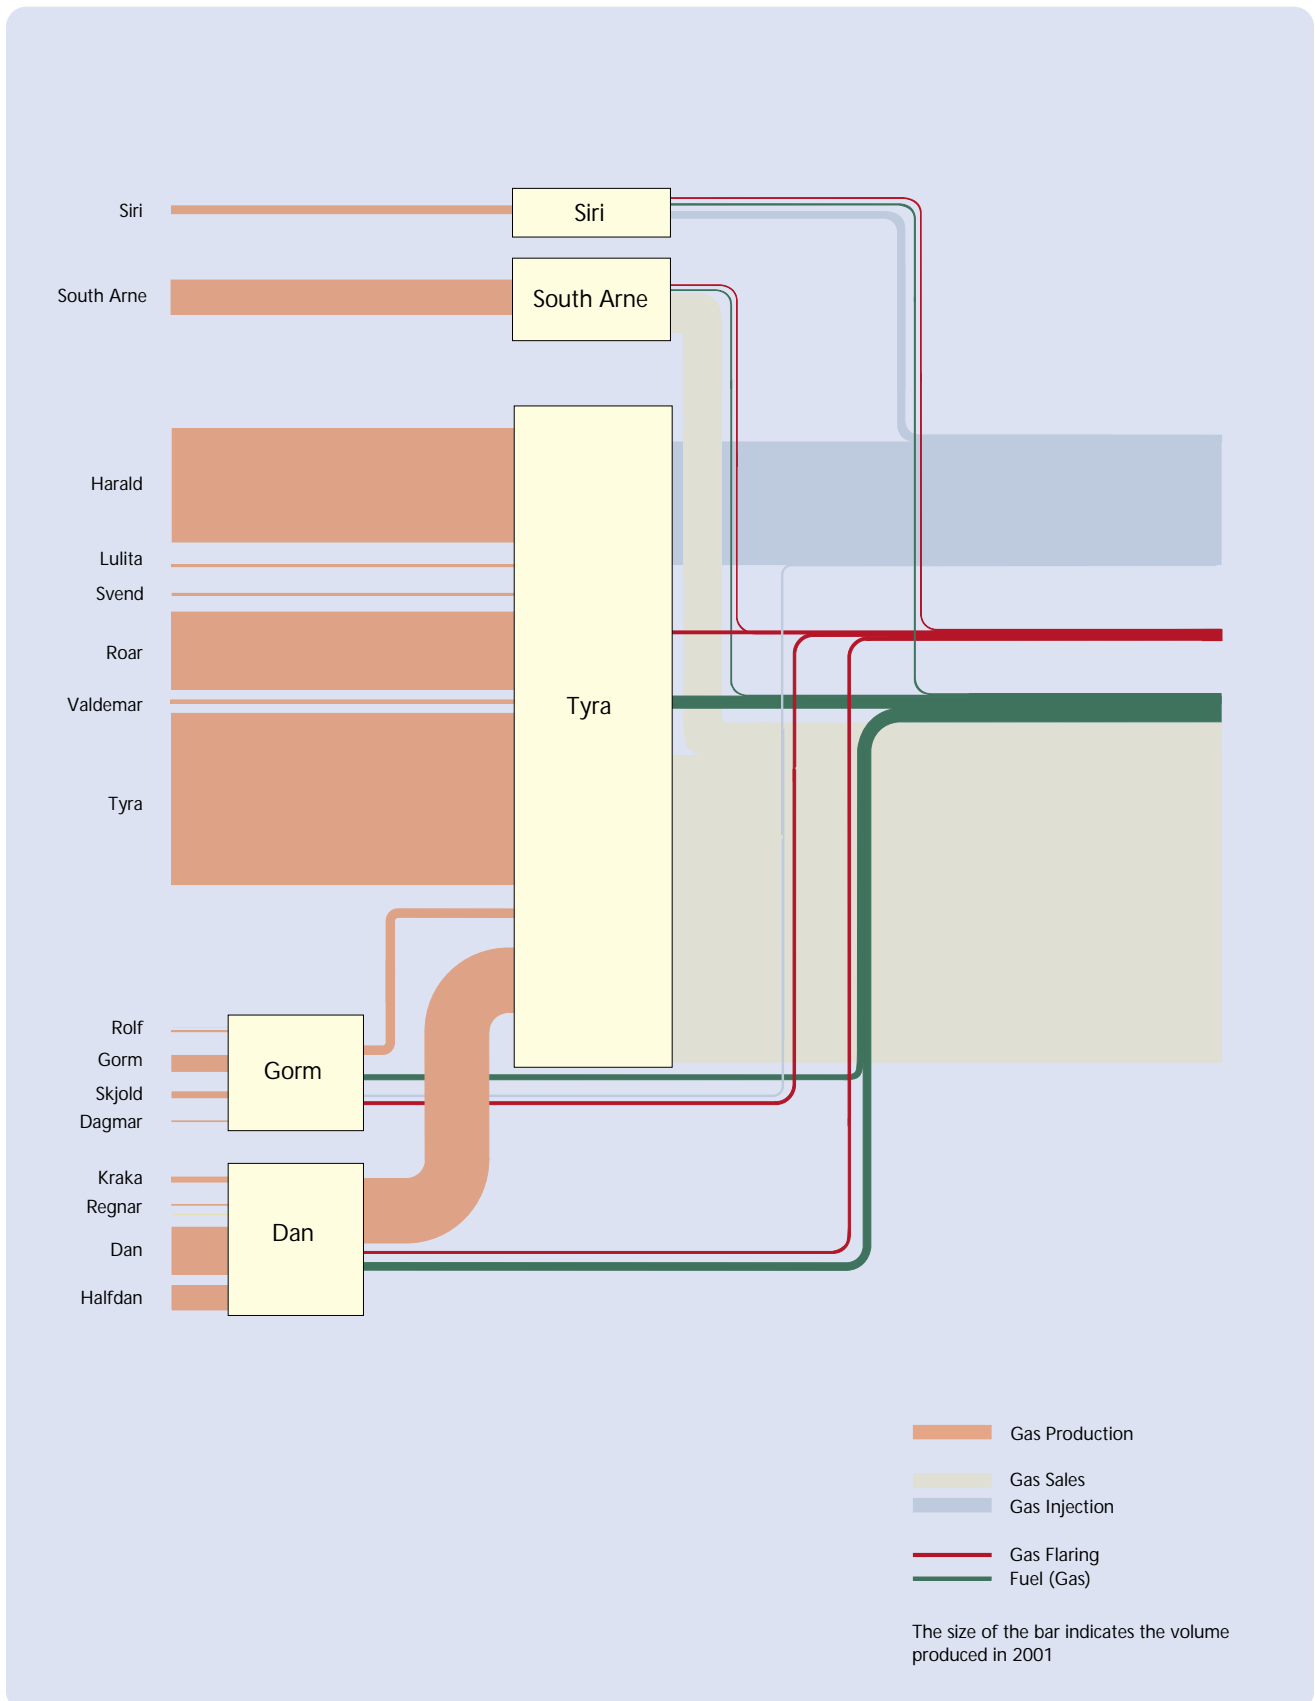 Siri
Siri
South Arne
South Arne
Harald
Lulita
Svend
Roar
Valdemar
Tyra
Tyra
Rolf
Gorm
Skjold
Dagmar
Gorm
Kraka
Regnar
Dan
Halfdan
Dan
Gas Production
Gas Sales
Gas Injection
Gas Flaring
Fuel (Gas)
The size of the bar indicates the volume
produced in 2001